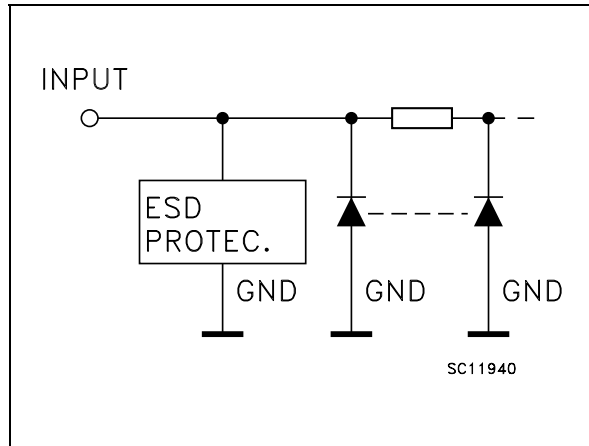 INPUT
ESD
PROTEC.
GND
GND
GND
SC11940